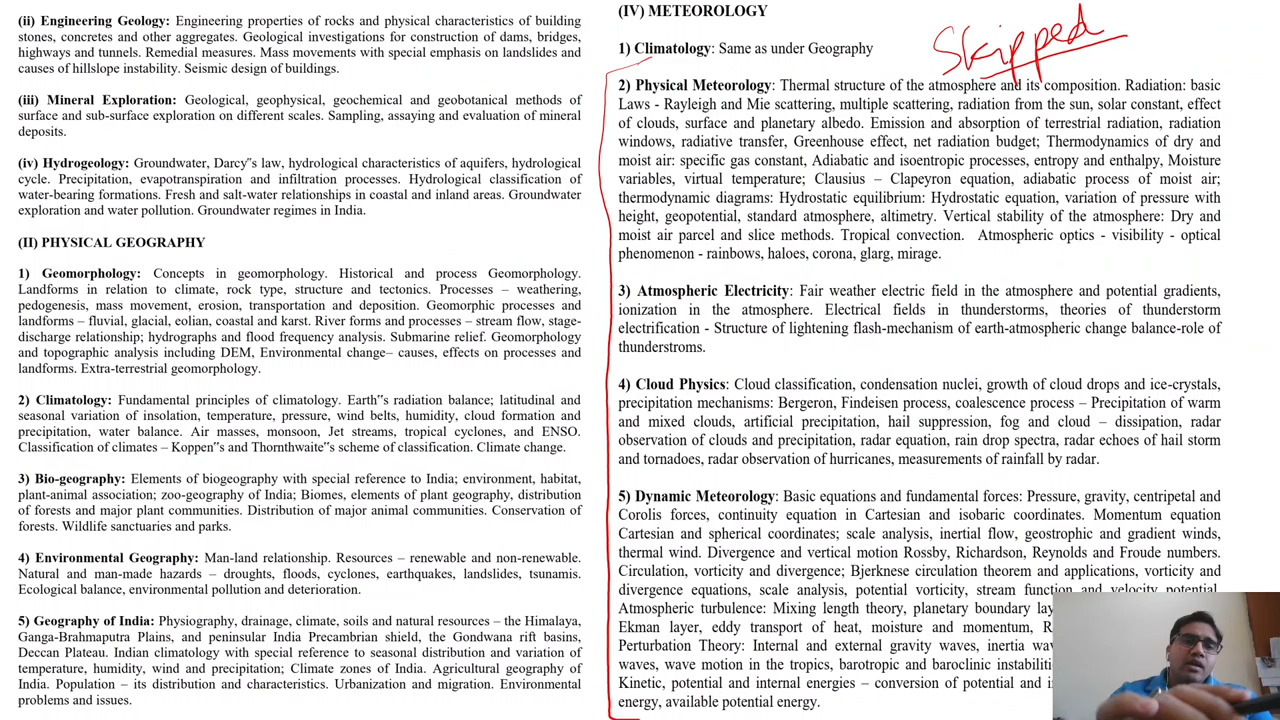 (ii) Engineering Geology: Engineering properties of rocks and physical characteristics of building
stones, concretes and other aggregates. Geological investigations for construction of dams, bridges,
highways and tunnels. Remedial measures. Mass movements with special emphasis on landslides and
causes of hillslope instability. Seismic design of buildings.
(iii) Mineral Exploration: Geological, geophysical, geochemical and geobotanical methods of
surface and sub-surface exploration on different scales. Sampling, assaying and evaluation of mineral
deposits.
(iv) Hydrogeology: Groundwater, Darcy‟s law, hydrological characteristics of aquifers, hydrological
cycle. Precipitation, evapotranspiration and infiltration processes. Hydrological classification of
water-bearing formations. Fresh and salt-water relationships in coastal and inland areas. Groundwater
exploration and water pollution. Groundwater regimes in India.
(II) PHYSICAL GEOGRAPHY
1) Geomorphology: Concepts in geomorphology. Historical and process Geomorphology.
Landforms in relation to climate, rock type, structure and tectonics. Processes – weathering,
pedogenesis, mass movement, erosion, transportation and deposition. Geomorphic processes and
landforms – fluvial, glacial, eolian, coastal and karst. River forms and processes – stream flow, stage-
discharge relationship; hydrographs and flood frequency analysis. Submarine relief. Geomorphology
and topographic analysis including DEM, Environmental change– causes, effects on processes and
landforms. Extra-terrestrial geomorphology.
2) Climatology: Fundamental principles of climatology. Earth‟s radiation balance; latitudinal and
seasonal variation of insolation, temperature, pressure, wind belts, humidity, cloud formation and
precipitation, water balance. Air masses, monsoon, Jet streams, tropical cyclones, and ENSO.
Classification of climates – Koppen‟s and Thornthwaite‟s scheme of classification. Climate change.
3) Bio-geography: Elements of biogeography with special reference to India; environment, habitat,
plant-animal association; zoo-geography of India; Biomes, elements of plant geography, distribution
of forests and major plant communities. Distribution of major animal communities. Conservation of
forests. Wildlife sanctuaries and parks.
4) Environmental Geography: Man-land relationship. Resources – renewable and non-renewable.
Natural and man-made hazards – droughts, floods, cyclones, earthquakes, landslides, tsunamis.
Ecological balance, environmental pollution and deterioration.
5) Geography of India: Physiography, drainage, climate, soils and natural resources – the Himalaya,
Ganga-Brahmaputra Plains, and peninsular India Precambrian shield, the Gondwana rift basins,
Deccan Plateau. Indian climatology with special reference to seasonal distribution and variation of
temperature, humidity, wind and precipitation; Climate zones of India. Agricultural geography of
India. Population – its distribution and characteristics. Urbanization and migration. Environmental
problems and issues.
(IV) METEOROLOGY
Skipped
1) Climatology: Same as under Geography
2) Physical Meteorology: Thermal structure of the atmosphere and its composition. Radiation: basic
Laws - Rayleigh and Mie scattering, multiple scattering, radiation from the sun, solar constant, effect
of clouds, surface and planetary albedo. Emission and absorption of terrestrial radiation, radiation
windows, radiative transfer, Greenhouse effect, net radiation budget; Thermodynamics of dry and
moist air: specific gas constant, Adiabatic and isoentropic processes, entropy and enthalpy, Moisture
variables, virtual temperature; Clausius – Clapeyron equation, adiabatic process of moist air;
thermodynamic diagrams: Hydrostatic equilibrium: Hydrostatic equation, variation of pressure with
height, geopotential, standard atmosphere, altimetry. Vertical stability of the atmosphere: Dry and
moist air parcel and slice methods. Tropical convection. Atmospheric optics - visibility - optical
phenomenon - rainbows, haloes, corona, glarg, mirage.
3) Atmospheric Electricity: Fair weather electric field in the atmosphere and potential gradients,
ionization in the atmosphere. Electrical fields in thunderstorms, theories of thunderstorm
electrification - Structure of lightening flash-mechanism of earth-atmospheric change balance-role of
thunderstroms.
4) Cloud Physics: Cloud classification, condensation nuclei, growth of cloud drops and ice-crystals,
precipitation mechanisms: Bergeron, Findeisen process, coalescence process – Precipitation of warm
and mixed clouds, artificial precipitation, hail suppression, fog and cloud – dissipation, radar
observation of clouds and precipitation, radar equation, rain drop spectra, radar echoes of hail storm
and tornadoes, radar observation of hurricanes, measurements of rainfall by radar.
5) Dynamic Meteorology: Basic equations and fundamental forces: Pressure, gravity, centripetal and
Corolis forces, continuity equation in Cartesian and isobaric coordinates. Momentum equation
Cartesian and spherical coordinates; scale analysis, inertial flow, geostrophic and gradient winds,
thermal wind. Divergence and vertical motion Rossby, Richardson, Reynolds and Froude numbers.
Circulation, vorticity and divergence; Bjerknese circulation theorem and applications, vorticity and
divergence equations, scale analysis, potential vorticity, stream function and velocity potential.
Atmospheric turbulence: Mixing length theory, planetary boundary
Ekman layer, eddy transport of heat, moisture and momentum,
Perturbation Theory: Internal and external gravity waves, inertia
waves, wave motion in the tropics, barotropic and baroclinic
Kinetic, potential and internal energies – conversion of potential and
energy, available potential energy.